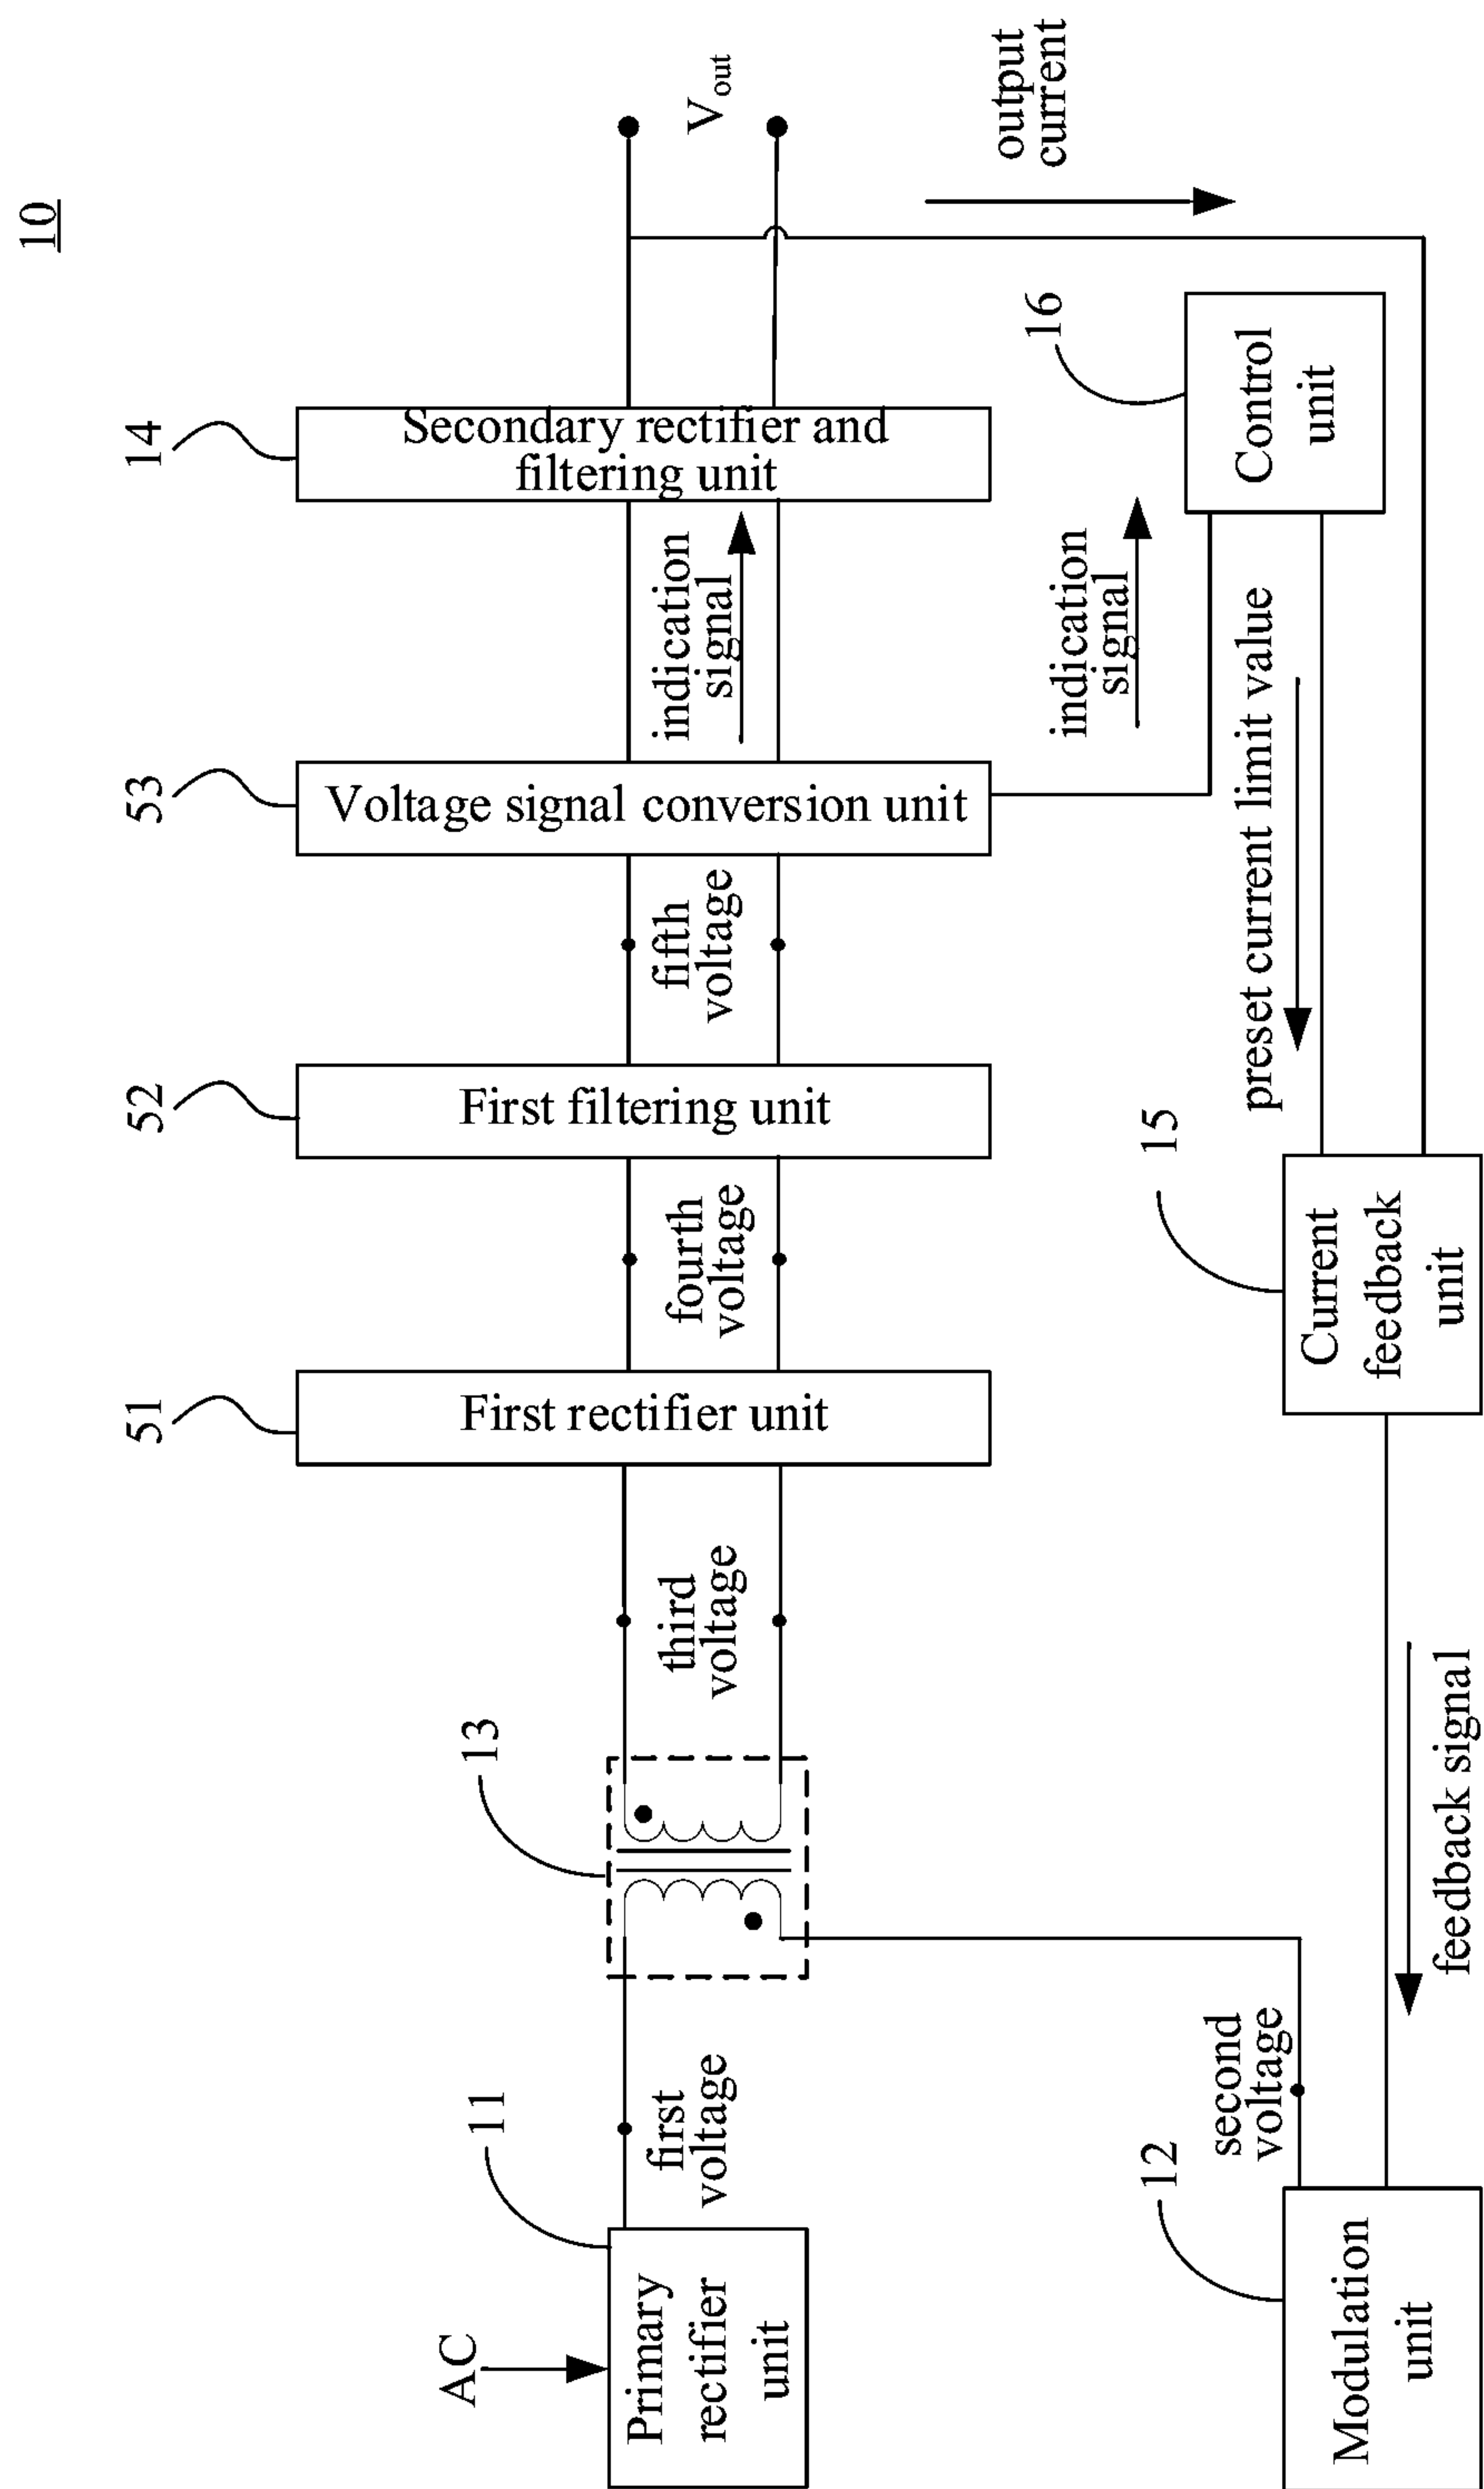 10
14
Secondary rectifier and
filtering unit
V_out
output
current
53
Voltage signal conversion unit
indication
signal
16
Control
unit
indication
signal
fifth
voltage
preset current limit value
52
First filtering unit
15
Current
feedback
unit
fourth
voltage
51
First rectifier unit
third
voltage
13
feedback signal
first
voltage
second
voltage
11
AC
Primary
rectifier
unit
12
Modulation
unit